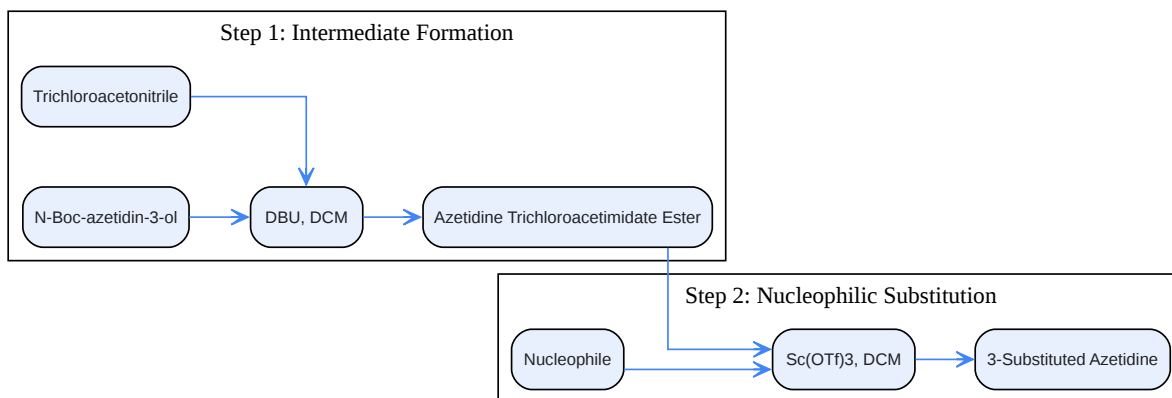 Step 1: Intermediate Formation
Trichloroacetonitrile
N-Boc-azetidin-3-ol
DBU, DCM
Azetidine Trichloroacetimidate Ester
Step 2: Nucleophilic Substitution
Nucleophile
Sc(OTf)3, DCM
3-Substituted Azetidine